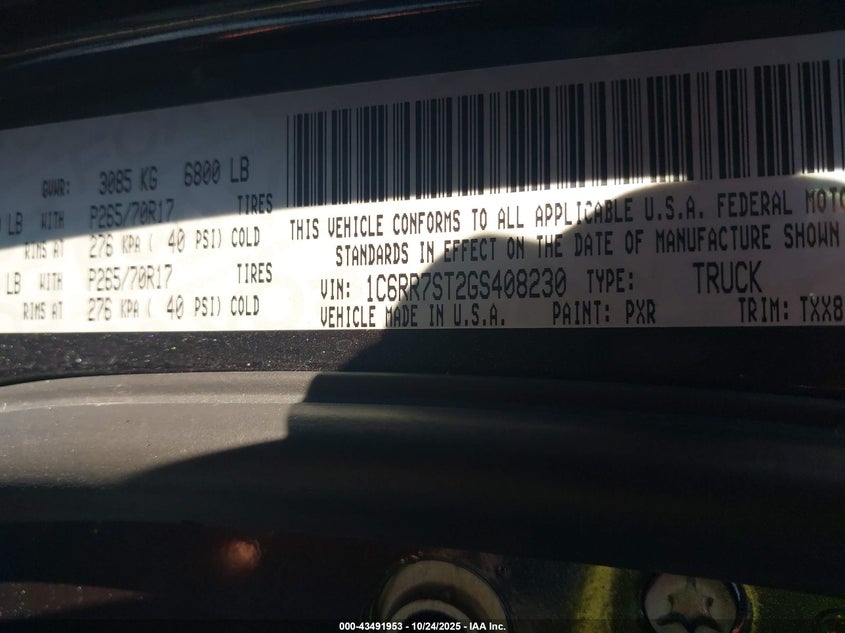 GVWR: 3085 KG 6800 LB
LB WITH P265/70R17 TIRES
RIMS AT 276 KPA ( 40 PSI) COLD
LB WITH P265/70R17 TIRES
RIMS AT 276 KPA ( 40 PSI) COLD
THIS VEHICLE CONFORMS TO ALL APPLICABLE U.S.A. FEDERAL MOTO
STANDARDS IN EFFECT ON THE DATE OF MANUFACTURE SHOWN
VIN: 1C6RR7ST2GS408230 TYPE: TRUCK
VEHICLE MADE IN U.S.A. PAINT: PXR TRIM: TXX8
000-43491953 - 10/24/2025 - IAA Inc.